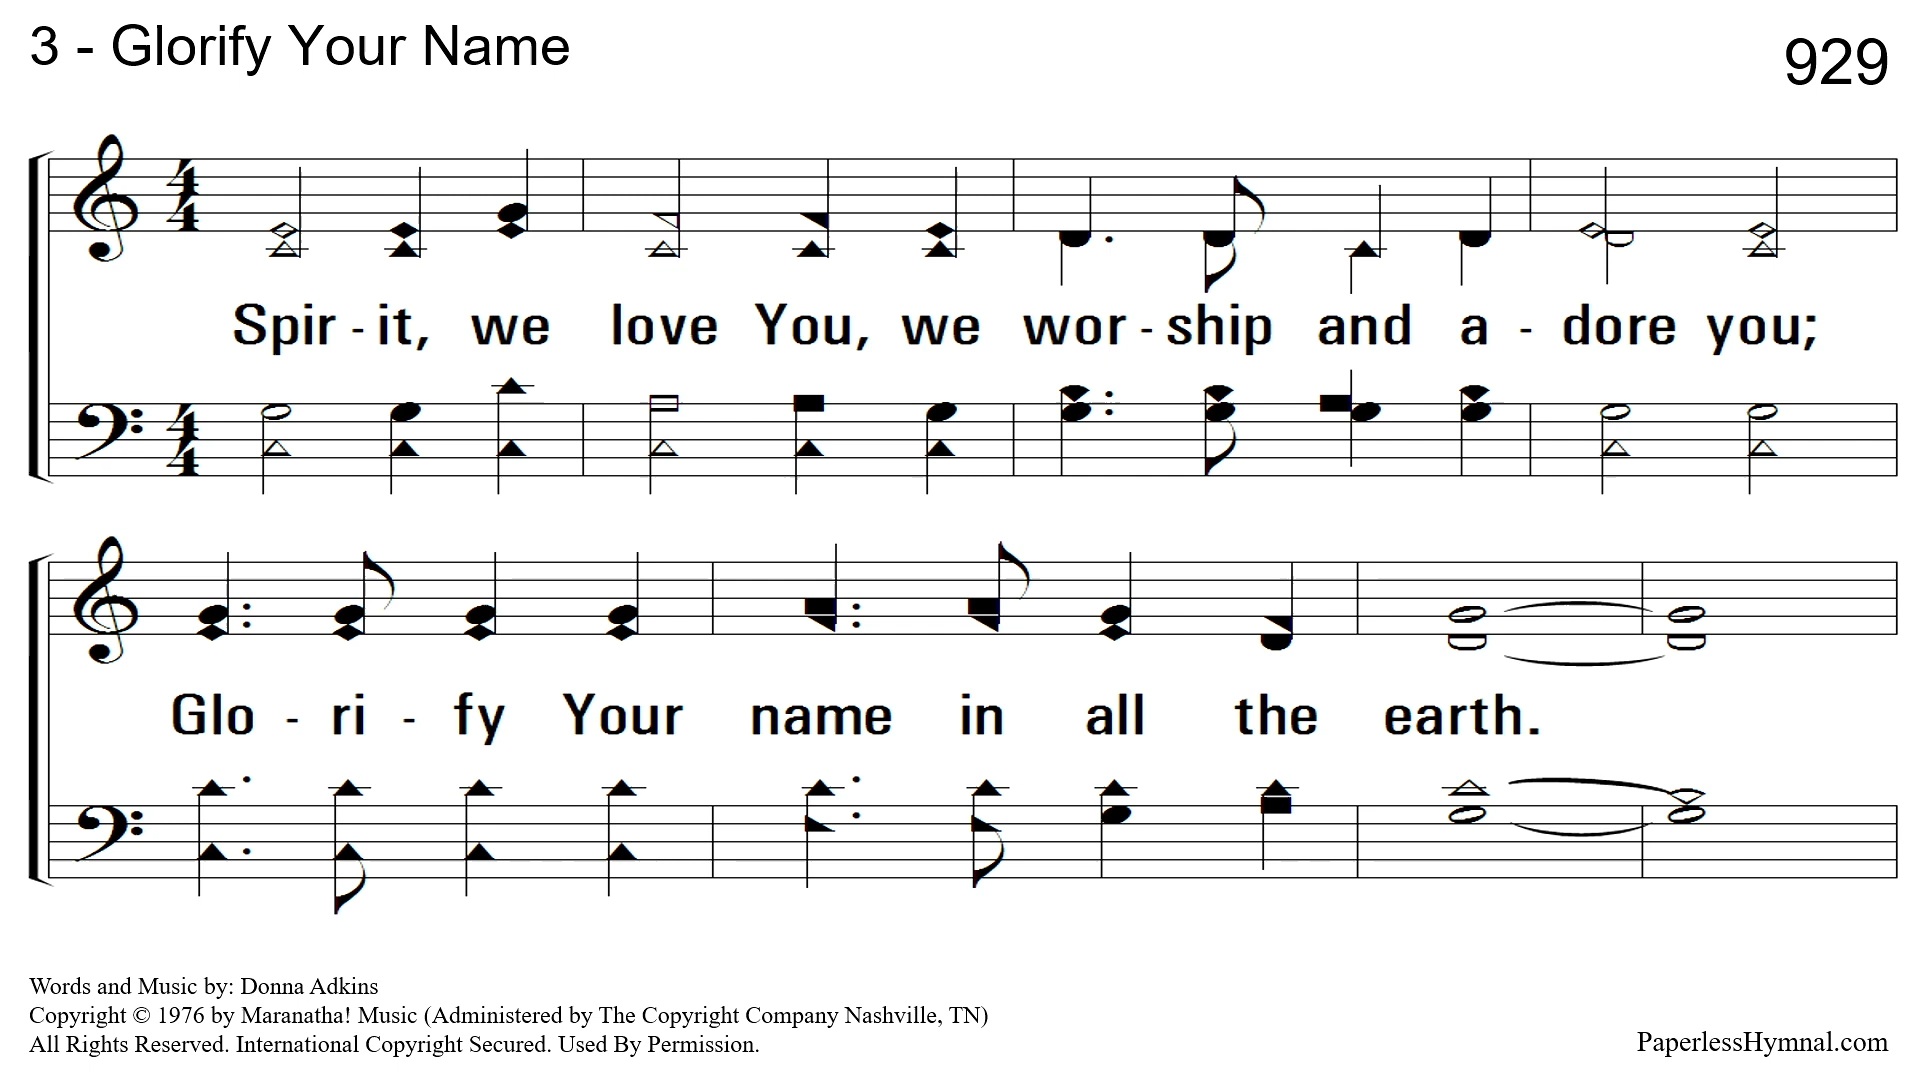 3 - Glorify Your Name
929
Spir - it, we love You, we wor - ship and a - dore you;
Glo - ri - fy Your name in all the earth.
Words and Music by: Donna Adkins
Copyright © 1976 by Maranatha! Music (Administered by The Copyright Company Nashville, TN)
All Rights Reserved. International Copyright Secured. Used By Permission.
PaperlessHymnal.com